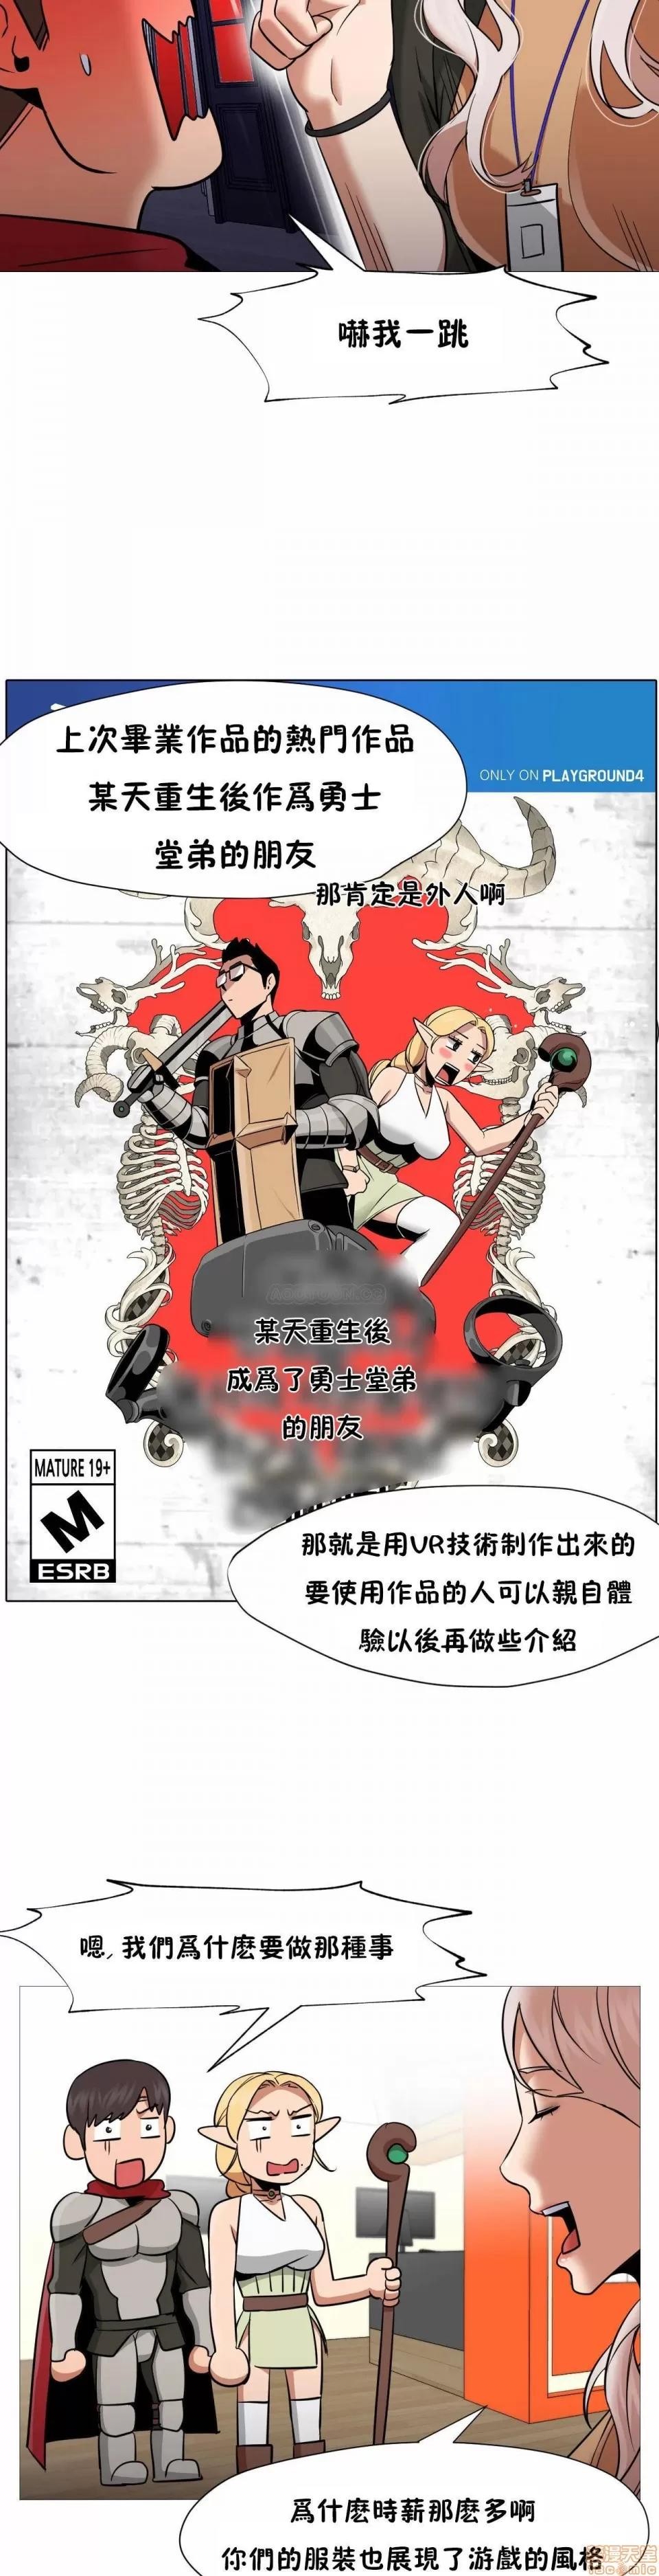 嚇我一跳
ONLY ON PLAYGROUND4
上次畢業作品的熱門作品
某天重生後作爲勇士
堂弟的朋友
那肯定是外人啊
某天重生後
成爲了勇士堂弟
的朋友
MATURE 19+
M
ESRB
那就是用VR技術制作出來的
要使用作品的人可以親自體
驗以後再做些介紹
嗯,我們爲什麽要做那種事
爲什麽時薪那麽多啊
你們的服裝也展現了游戲的風格